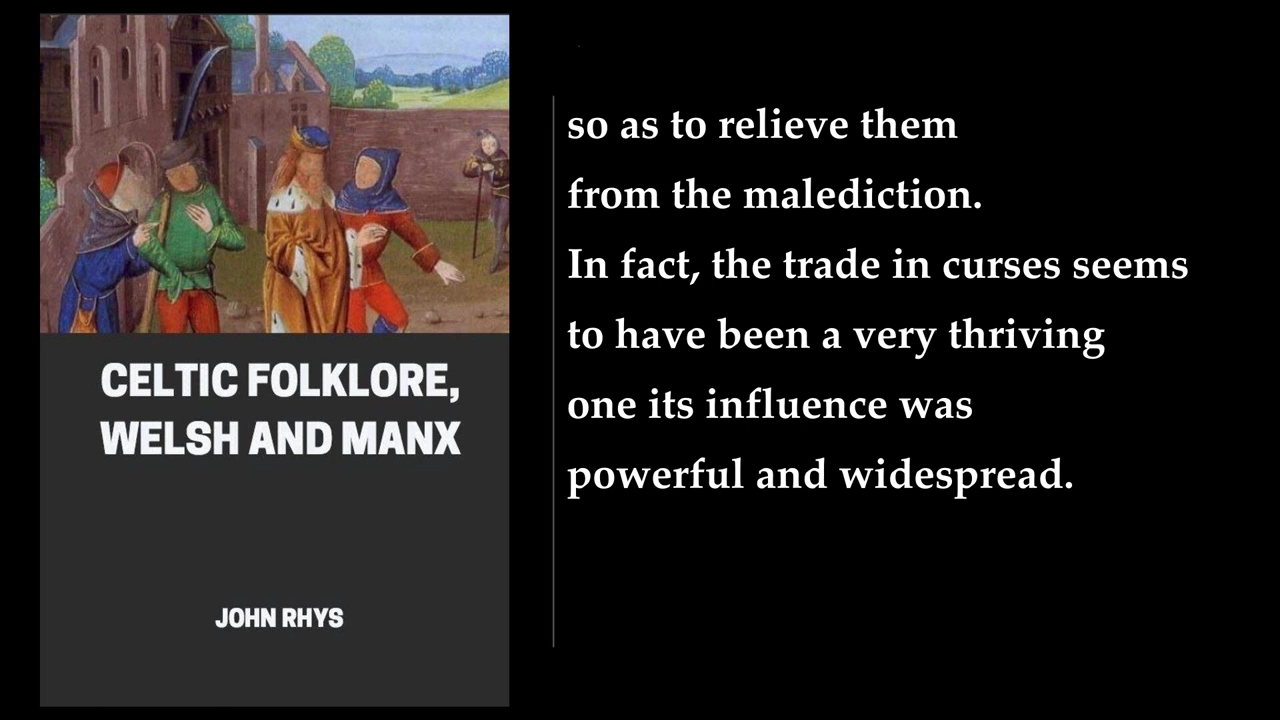 CELTIC FOLKLORE,
WELSH AND MANX
JOHN RHYS
so as to relieve them
from the malediction.
In fact, the trade in curses seems
to have been a very thriving
one its influence was
powerful and widespread.